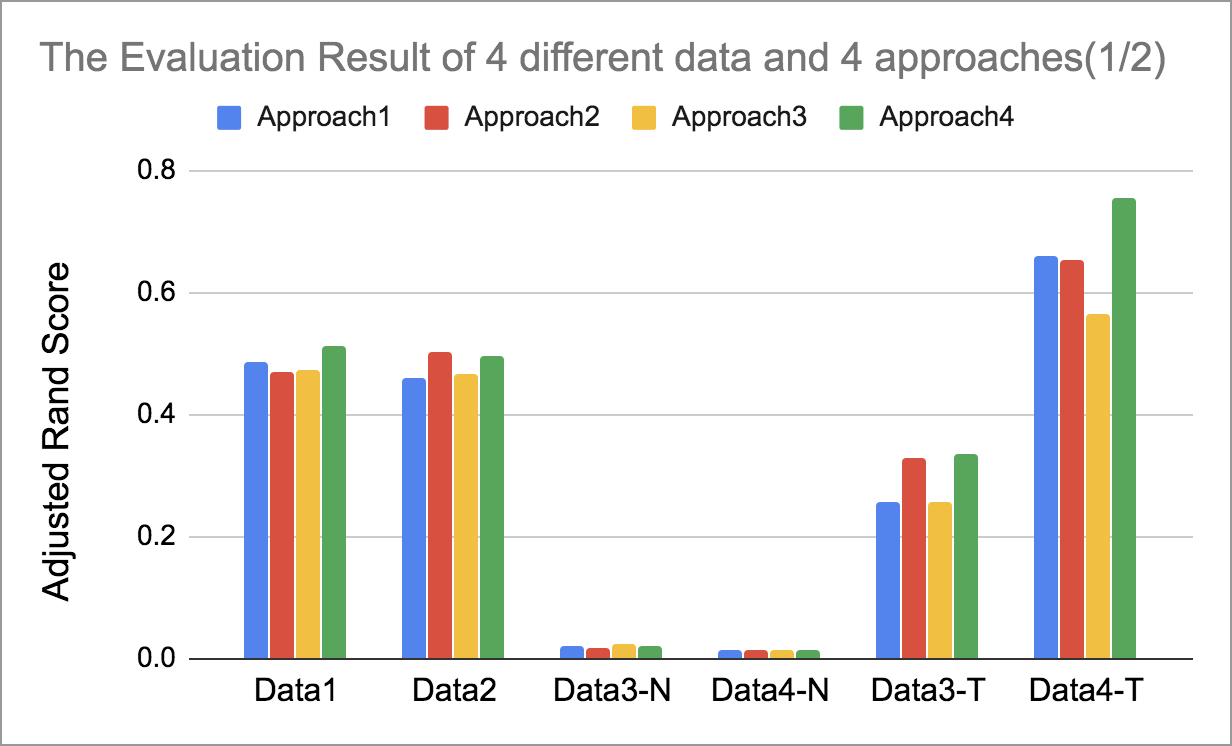 The Evaluation Result of 4 different data and 4 approaches(1/2)
Approach1 Approach2 Approach3 Approach4
Adjusted Rand Score
0.8
0.6
0.4
0.2
0.0
Data1 Data2 Data3-N Data4-N Data3-T Data4-T